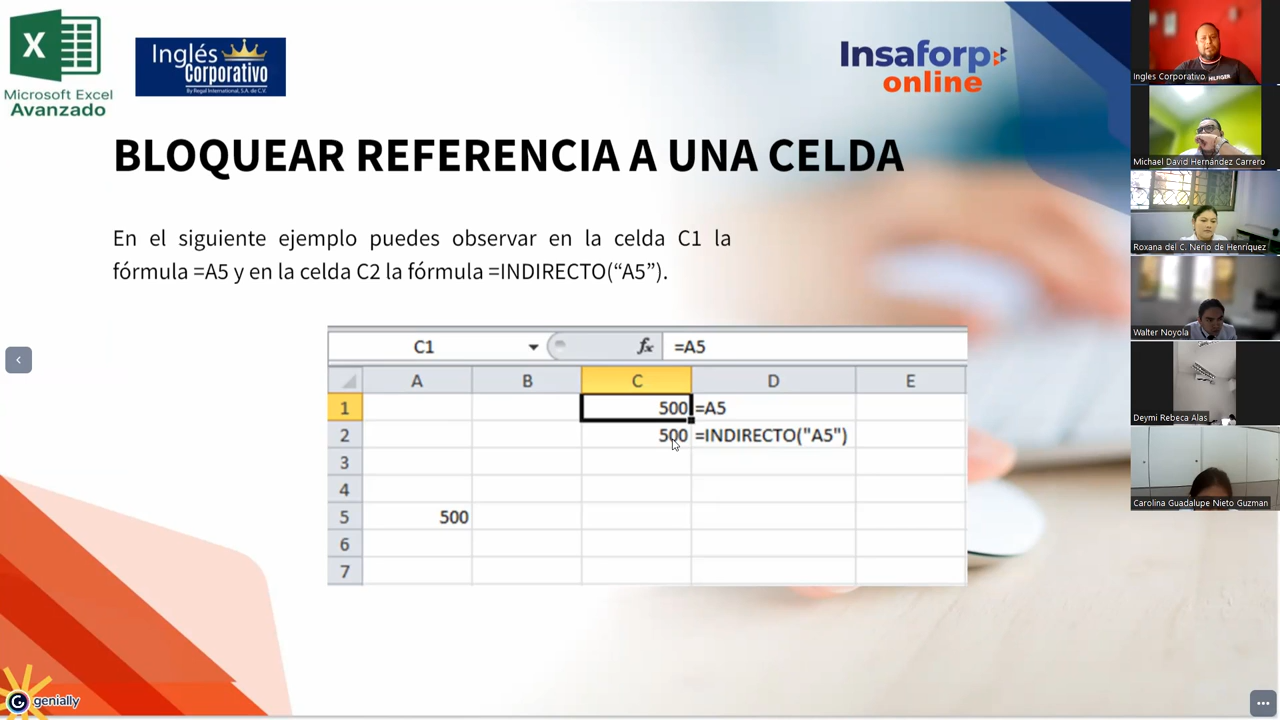 Microsoft Excel
Avanzado
Inglés
Corporativo
By Regal International, S.A. de C.V.
Insaforp
online
BLOQUEAR REFERENCIA A UNA CELDA
En el siguiente ejemplo puedes observar en la celda C1 la
fórmula =A5 y en la celda C2 la fórmula =INDIRECTO(“A5”).
C1 fx =A5
A B C D E
1 500 =A5
2 500 =INDIRECTO("A5")
3
4
5 500
6
7
genially
Ingles Corporativo
HILFIGER
Michael David Hernández Carrero
Roxana del C. Nerio de Henríquez
Walter Noyola
Deymi Rebeca Alas
Carolina Guadalupe Nieto Guzman